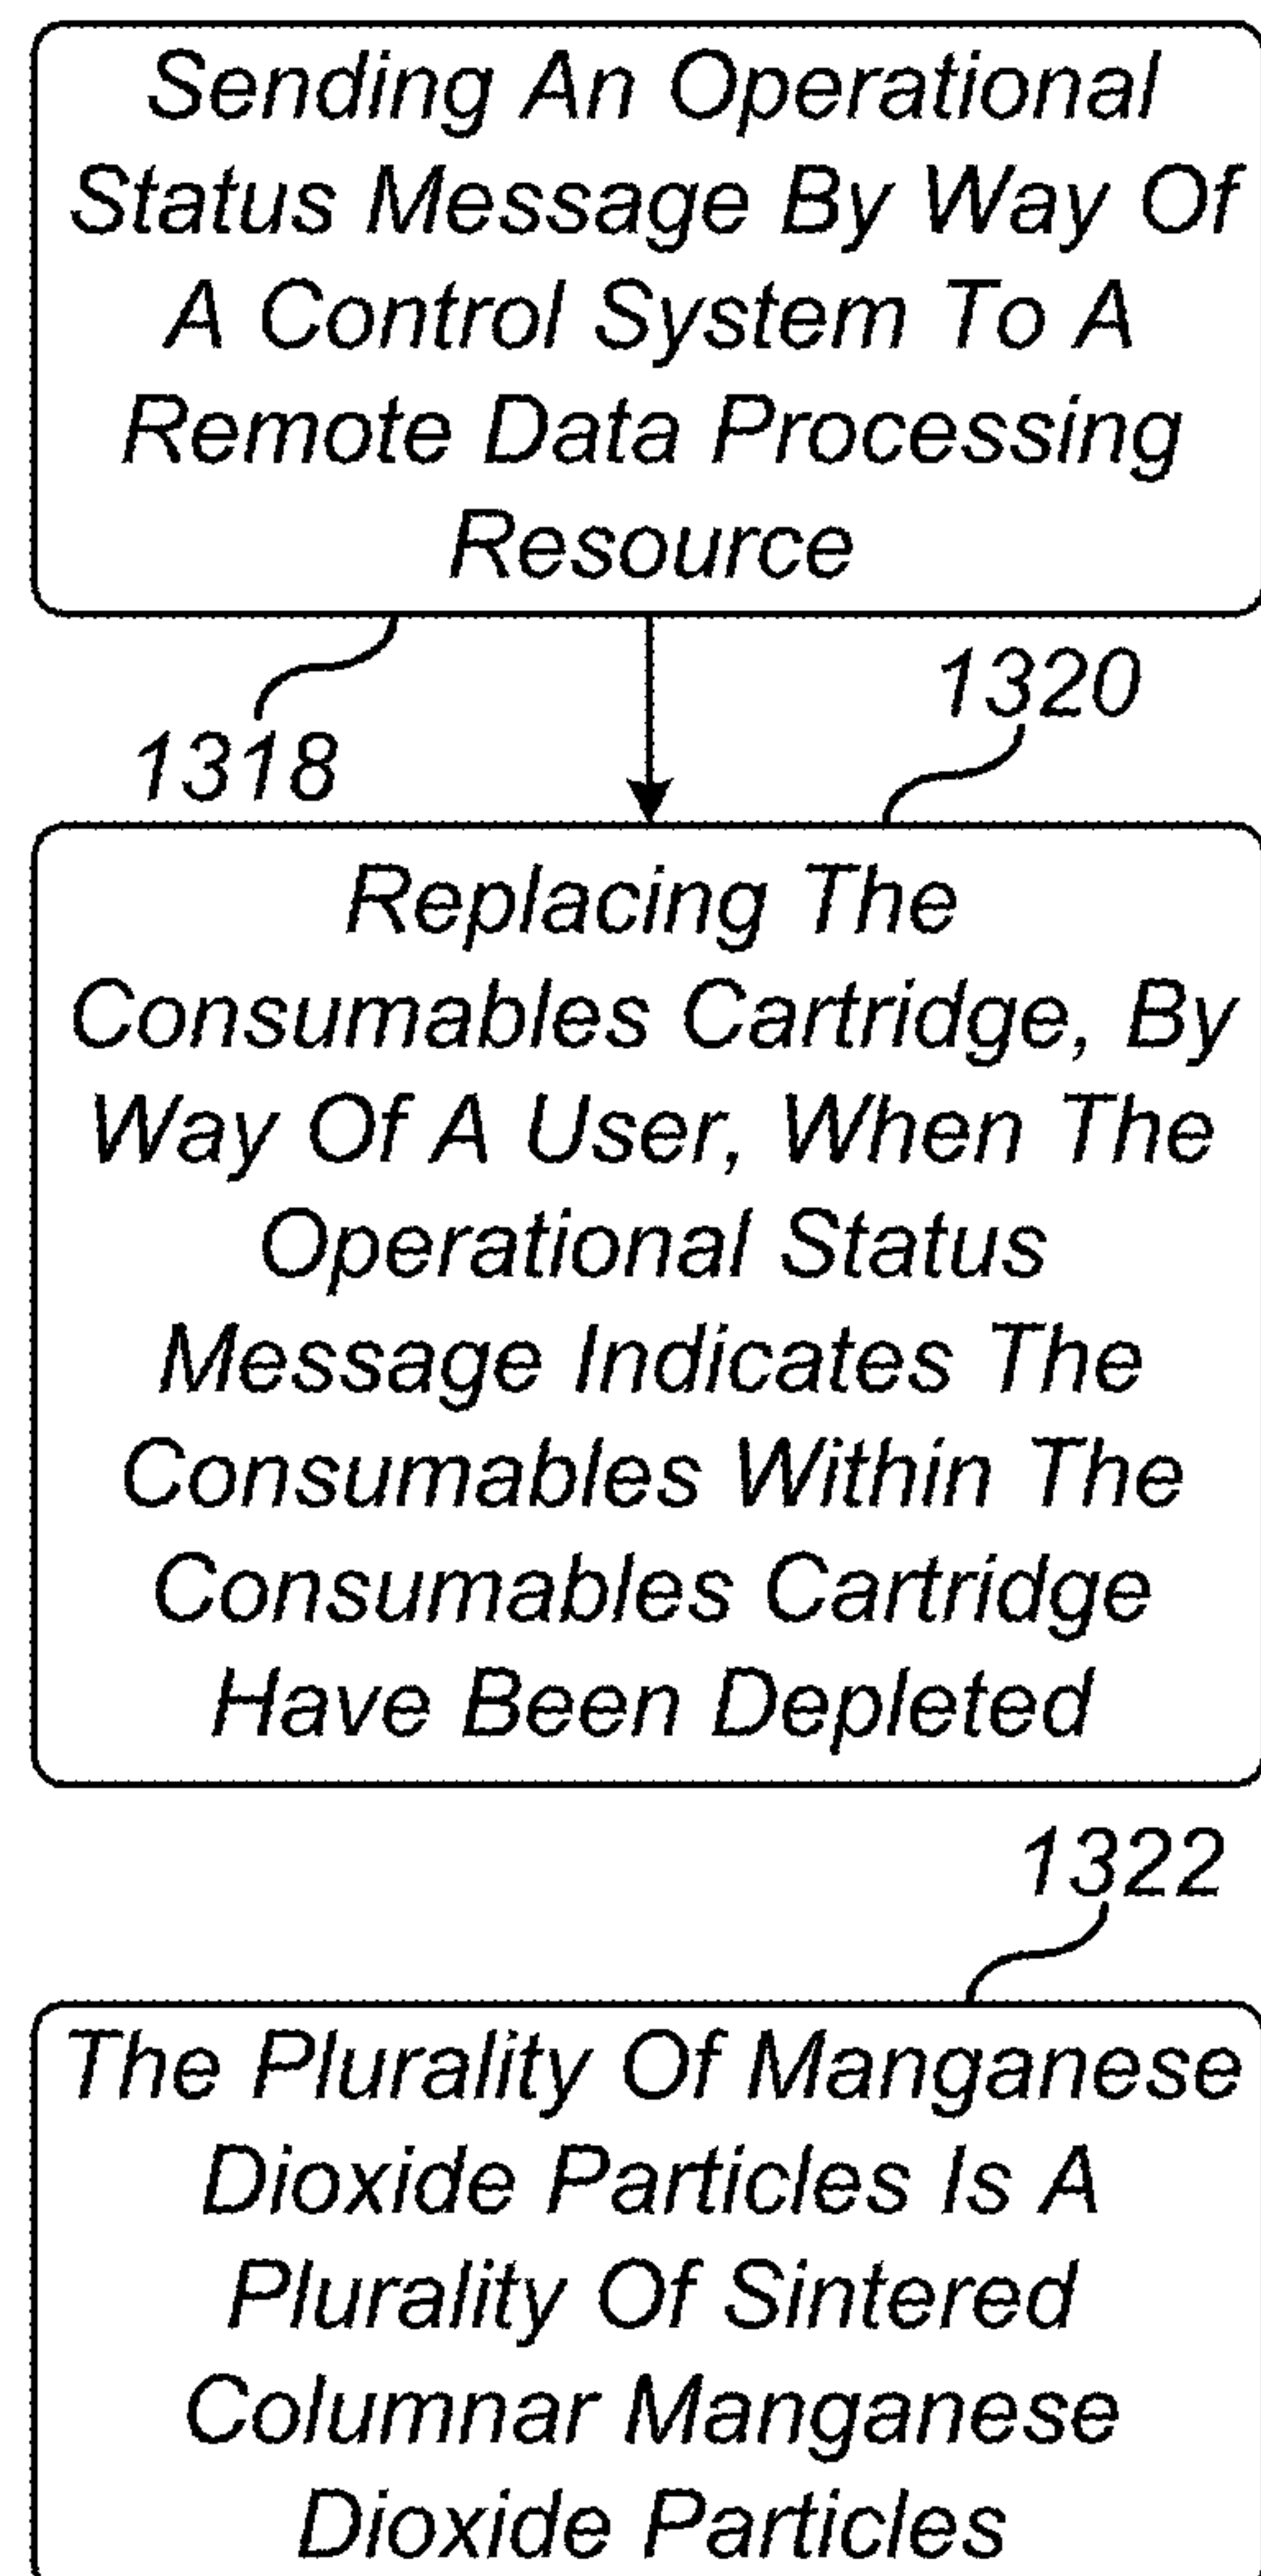 Sending An Operational
Status Message By Way Of
A Control System To A
Remote Data Processing
Resource
1320
1318
Replacing The
Consumables Cartridge, By
Way Of A User, When The
Operational Status
Message Indicates The
Consumables Within The
Consumables Cartridge
Have Been Depleted
1322
The Plurality Of Manganese
Dioxide Particles Is A
Plurality Of Sintered
Columnar Manganese
Dioxide Particles